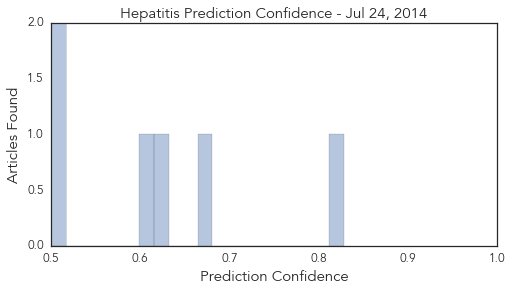 Hepatitis Prediction Confidence - Jul 24, 2014
Articles Found
2.0
1.5
1.0
0.5
0.0
0.5 0.6 0.7 0.8 0.9 1.0
Prediction Confidence